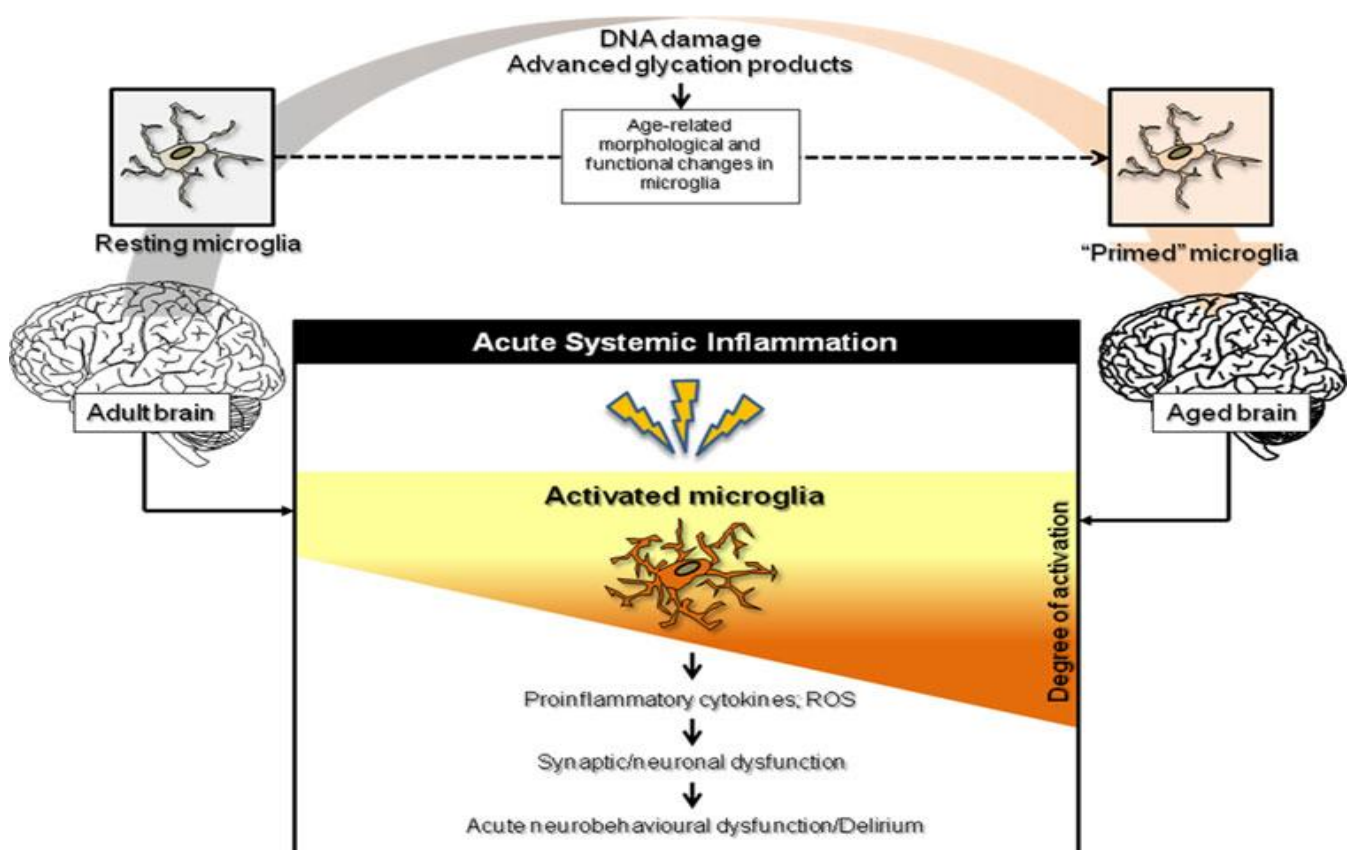 DNA damage
Advanced glycation products
Age-related
morphological and
functional changes in
microglia
Resting microglia
“Primed” microglia
Adult brain
Aged brain
Acute Systemic Inflammation
Activated microglia
Degree of activation
Proinflammatory cytokines; ROS
Synaptic/neuronal dysfunction
Acute neurobehavioural dysfunction/Delirium